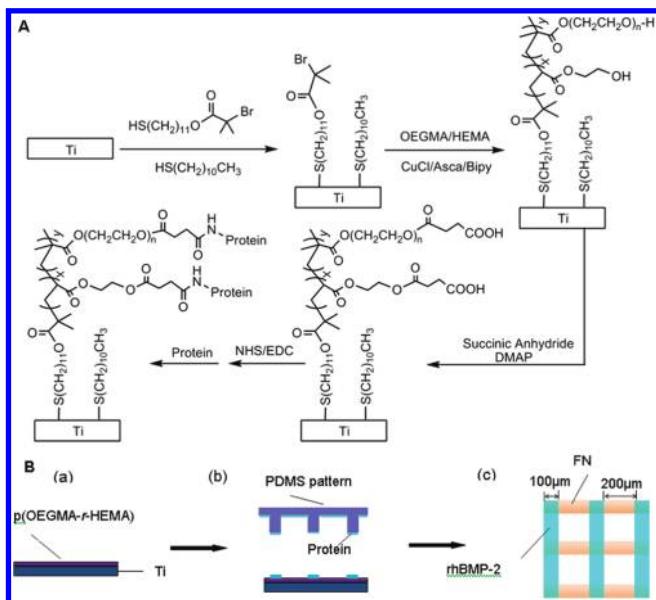 A
Br
O
HS(H₂C)₁₁O
Br
HS(CH₂)₁₀CH₃
Ti
O
O
S(CH₂)₁₁
S(CH₂)₁₀CH₃
Ti
OEGMA/HEMA
CuCl/Asca/Bipy
y
O(CH₂CH₂O)n-H
O
x
O
O
OH
O
O
S(CH₂)₁₁
S(CH₂)₁₀CH₃
Ti
Succinic Anhydride
DMAP
y
O(CH₂CH₂O)n
O
O
COOH
x
O
O
O
O
COOH
O
O
S(CH₂)₁₁
S(CH₂)₁₀CH₃
Ti
NHS/EDC
Protein
y
O(CH₂CH₂O)n
O
O
H
N
Protein
O
x
O
O
O
O
H
N
Protein
O
O
O
S(CH₂)₁₁
S(CH₂)₁₀CH₃
Ti
B
(a)
p(OEGMA-r-HEMA)
Ti
(b)
PDMS pattern
Protein
(c)
FN
100µm
200µm
rhBMP-2